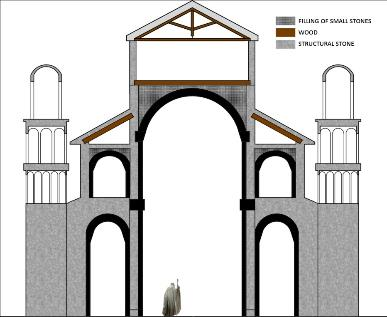 FILLING OF SMALL STONES
WOOD
STRUCTURAL STONE